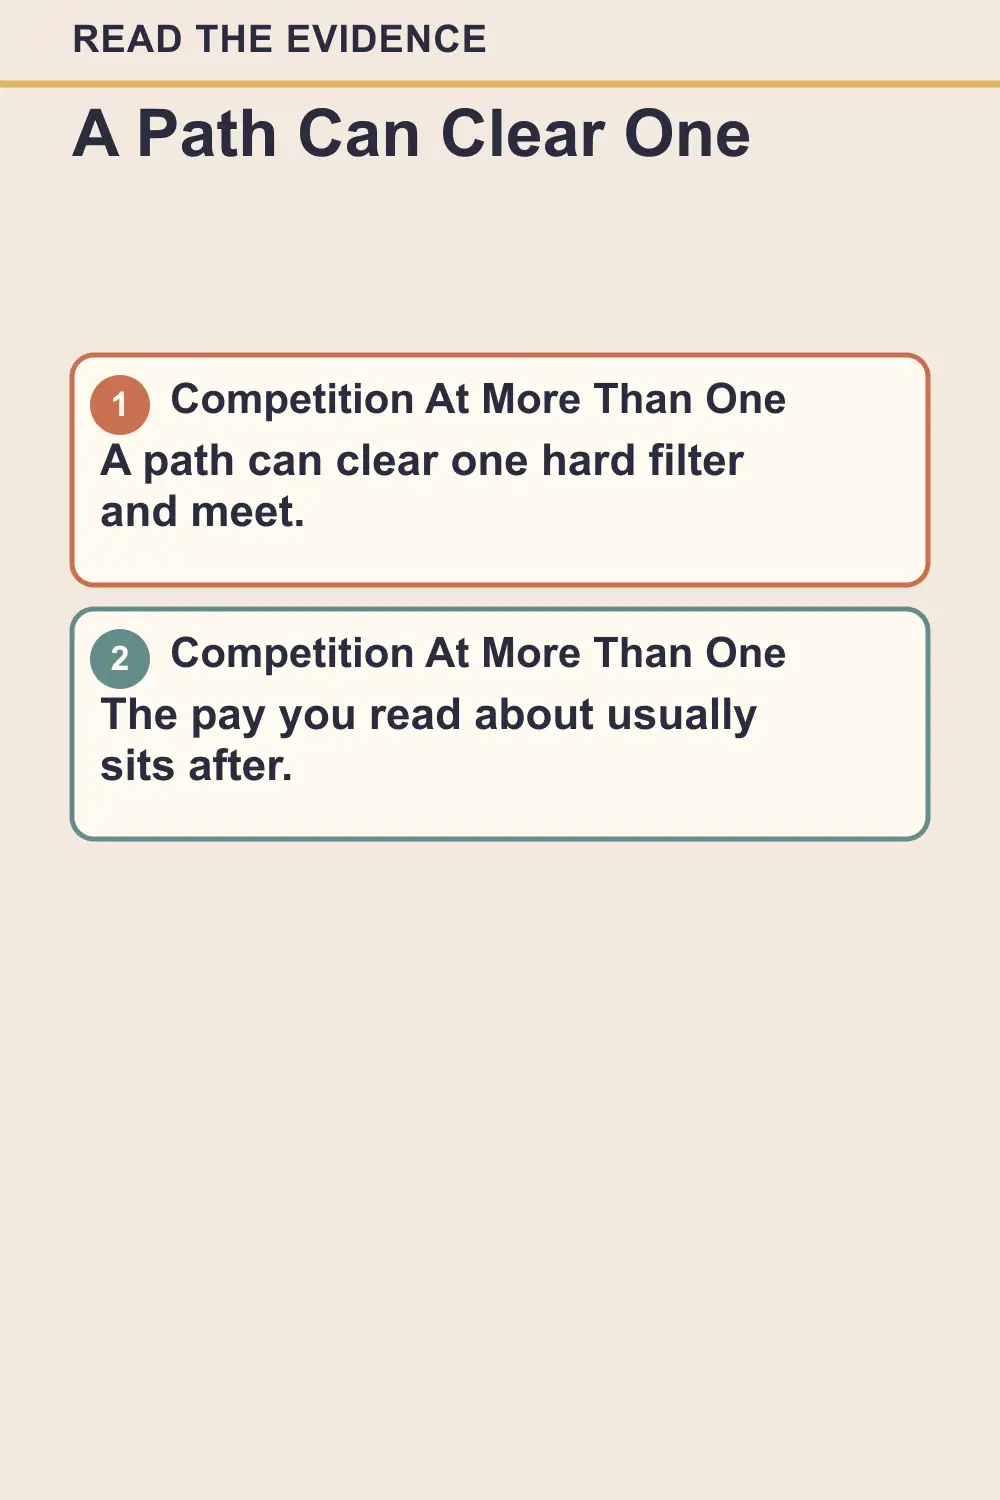 READ THE EVIDENCE
A Path Can Clear One
1 Competition At More Than One
A path can clear one hard filter
and meet.
2 Competition At More Than One
The pay you read about usually
sits after.